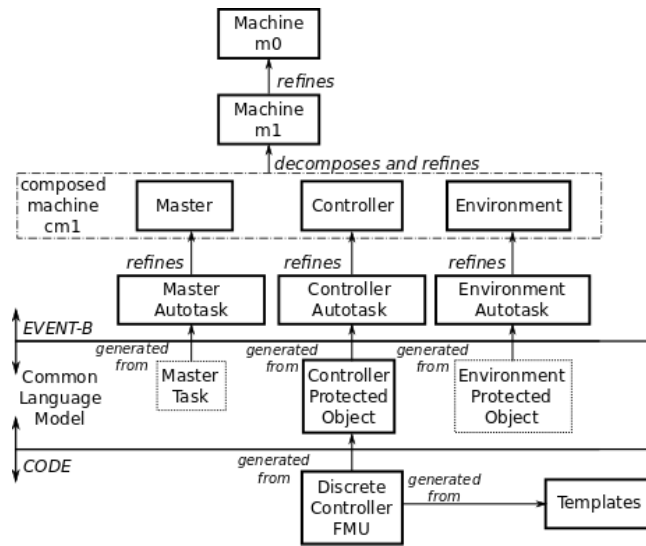 Machine
m0
refines
Machine
m1
decomposes and refines
composed
machine
cm1
Master
Controller
Environment
refines
refines
refines
Master
Autotask
Controller
Autotask
Environment
Autotask
EVENT-B
generated
from
generated
from
generated
from
Common
Language
Model
Master
Task
Controller
Protected
Object
Environment
Protected
Object
CODE
generated
from
Discrete
Controller
FMU
generated
from
Templates